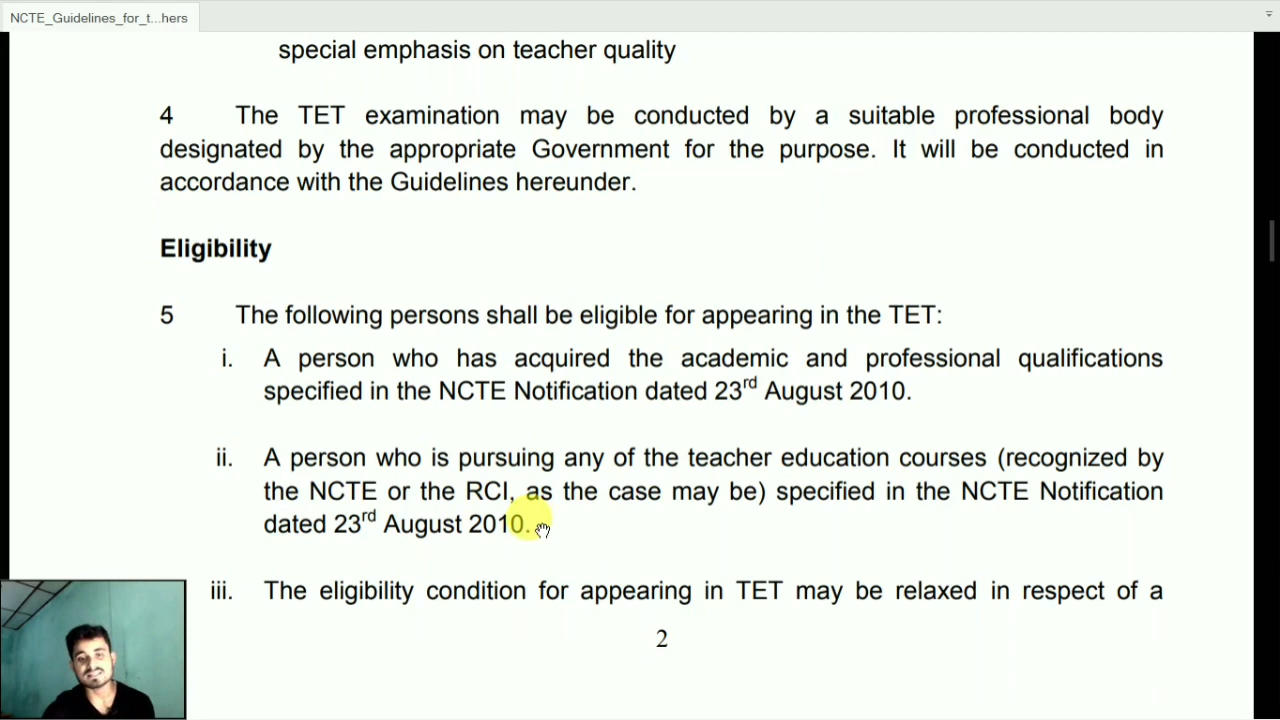 NCTE_Guidelines_for_t...hers
special emphasis on teacher quality
4 The TET examination may be conducted by a suitable professional body
designated by the appropriate Government for the purpose. It will be conducted in
accordance with the Guidelines hereunder.
Eligibility
5 The following persons shall be eligible for appearing in the TET:
i. A person who has acquired the academic and professional qualifications
specified in the NCTE Notification dated 23rd August 2010.
ii. A person who is pursuing any of the teacher education courses (recognized by
the NCTE or the RCI, as the case may be) specified in the NCTE Notification
dated 23rd August 2010.
iii. The eligibility condition for appearing in TET may be relaxed in respect of a
2